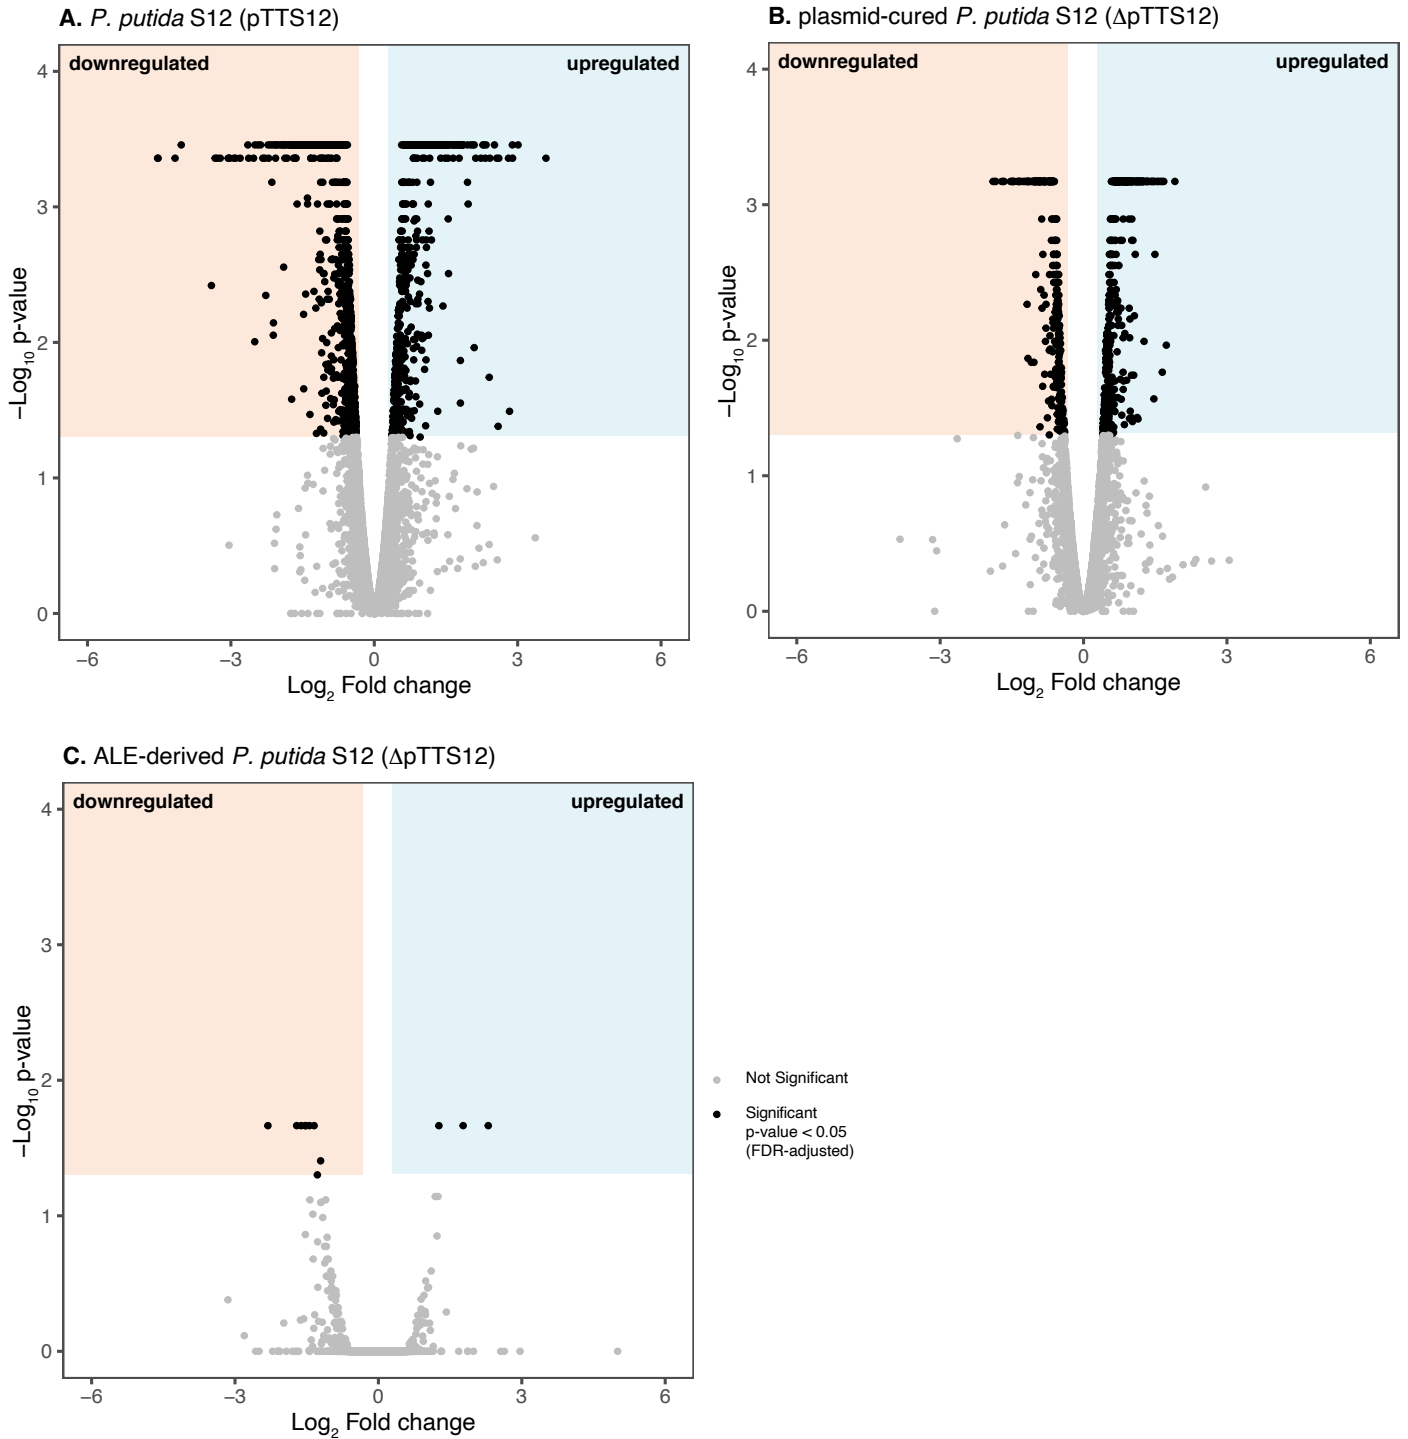 A. P. putida S12 (pTTS12)
downregulated
upregulated
4
3
2
1
0
−Log10 p-value
−6
−3
0
3
6
Log2 Fold change
B. plasmid-cured P. putida S12 (ΔpTTS12)
downregulated
upregulated
4
3
2
1
0
−Log10 p-value
−6
−3
0
3
6
Log2 Fold change
C. ALE-derived P. putida S12 (ΔpTTS12)
downregulated
upregulated
4
3
2
1
0
−Log10 p-value
−6
−3
0
3
6
Log2 Fold change
Not Significant
Significant
p-value < 0.05
(FDR-adjusted)